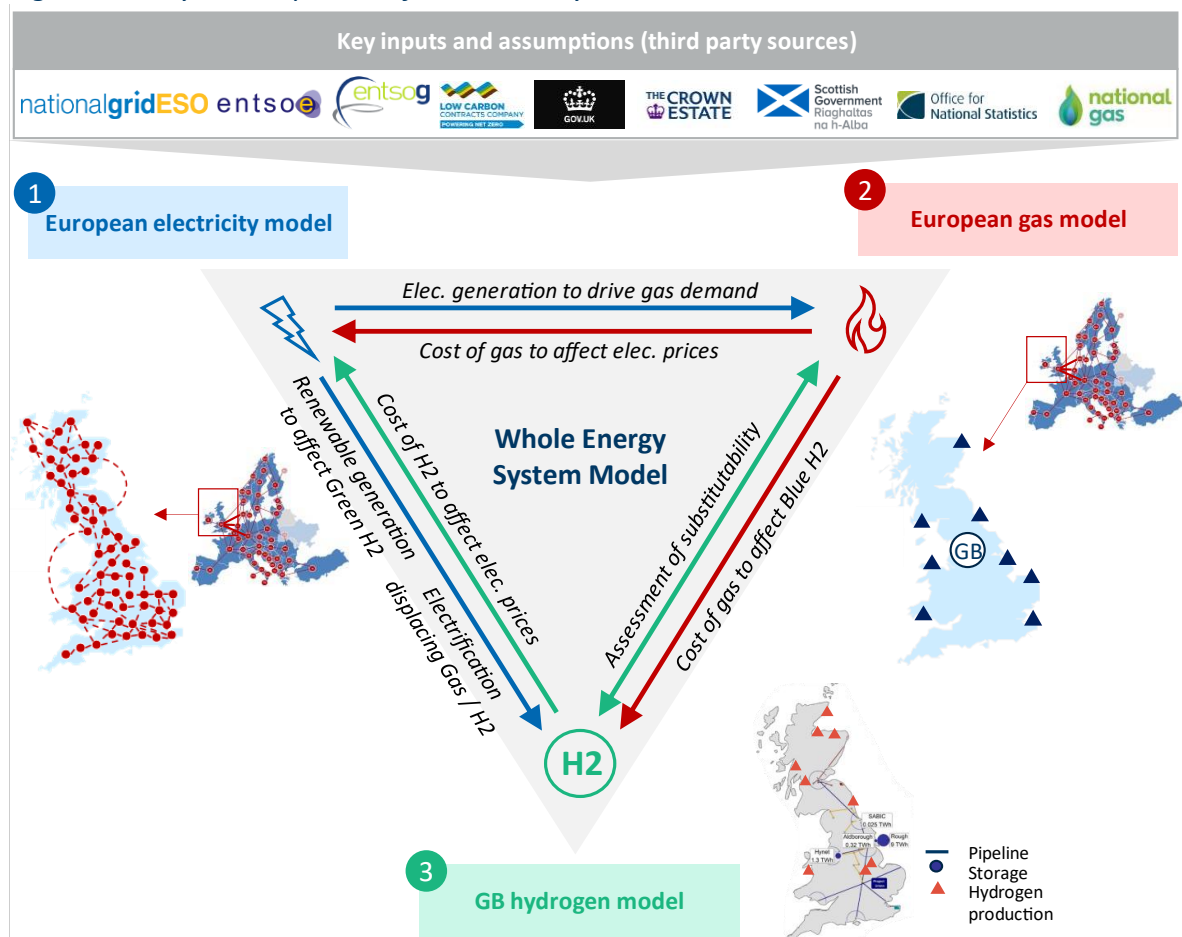 Key inputs and assumptions (third party sources)
nationalgridESO
entsoe
entsog
LOW CARBON
CONTRACTS COMPANY
POWERING NET ZERO
GOV.UK
THE CROWN
ESTATE
Scottish
Government
Riaghaltas
na h-Alba
Office for
National Statistics
national
gas
1
European electricity model
2
European gas model
Elec. generation to drive gas demand
Cost of gas to affect elec. prices
Renewable generation
to affect Green H2
Cost of H2 to affect elec. prices
Whole Energy
System Model
Assessment of substitutability
Cost of gas to affect Blue H2
Electrification
displacing Gas / H2
GB
H2
SABIC
0.025 TWh
Aldborough
0.32 TWh
Rough
9 TWh
Hynet
1.3 TWh
Pipeline
Storage
Hydrogen
production
3
GB hydrogen model